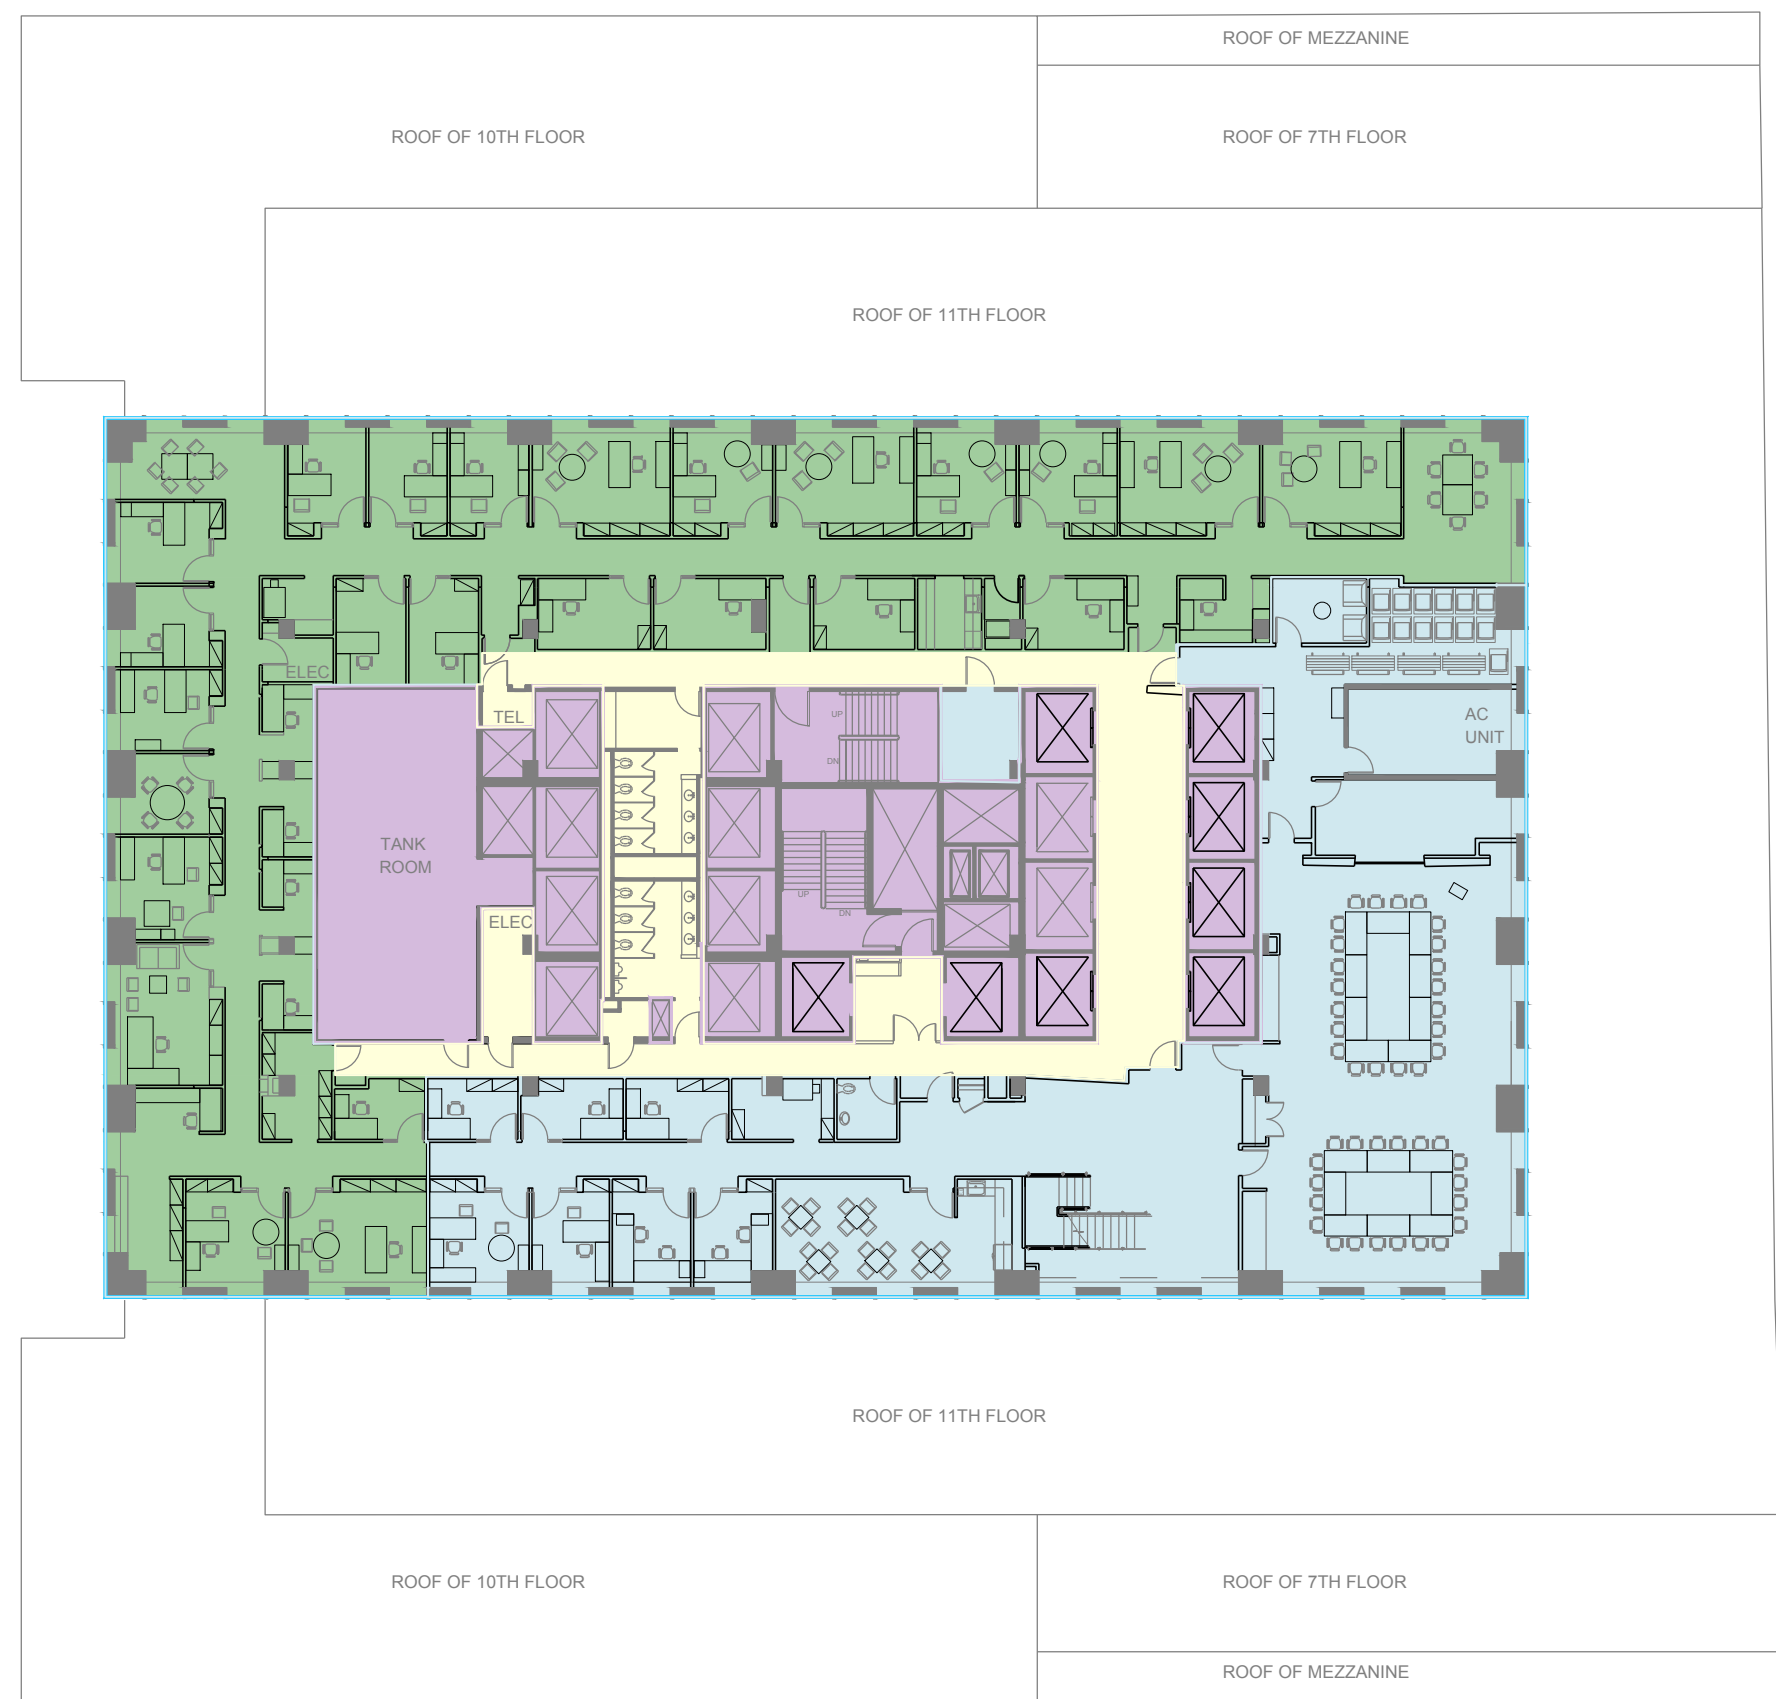 ROOF OF MEZZANINE
ROOF OF 10TH FLOOR
ROOF OF 7TH FLOOR
ROOF OF 11TH FLOOR
ELEC
TEL
UP
DN
AC
UNIT
TANK
ROOM
UP
DN
ELEC
ROOF OF 11TH FLOOR
ROOF OF 10TH FLOOR
ROOF OF 7TH FLOOR
ROOF OF MEZZANINE